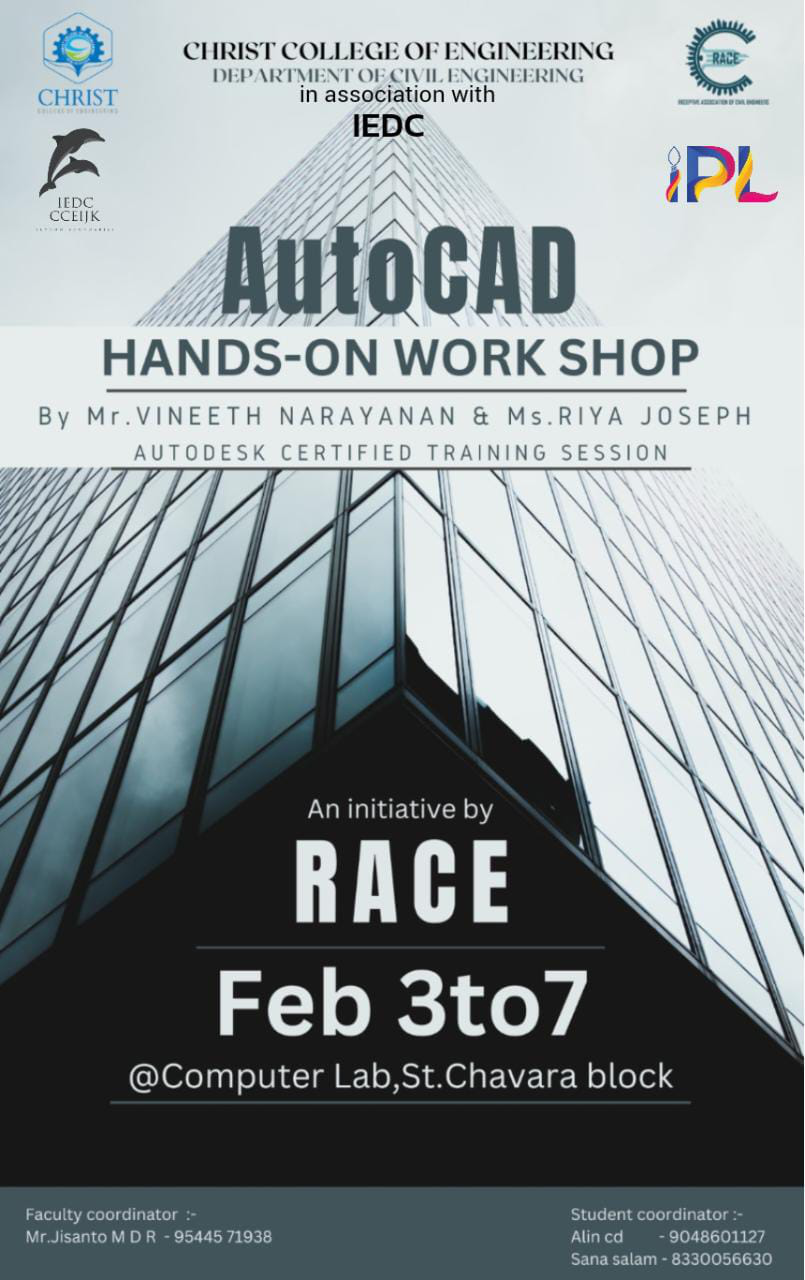 CHRIST
COLLEGE OF ENGINEERING
CHRIST COLLEGE OF ENGINEERING
DEPARTMENT OF CIVIL ENGINEERING
in association with
IEDC
RACE
RECEPTIVE ASSOCIATION OF CIVIL ENGINEERS
IEDC
CCEIJK
iPL
AutoCAD
HANDS-ON WORK SHOP
By Mr.VINEETH NARAYANAN & Ms.RIYA JOSEPH
AUTODESK CERTIFIED TRAINING SESSION
An initiative by
RACE
Feb 3to7
@Computer Lab,St.Chavara block
Faculty coordinator :-
Mr.Jisanto M D R - 95445 71938
Student coordinator :-
Alin cd - 9048601127
Sana salam - 8330056630